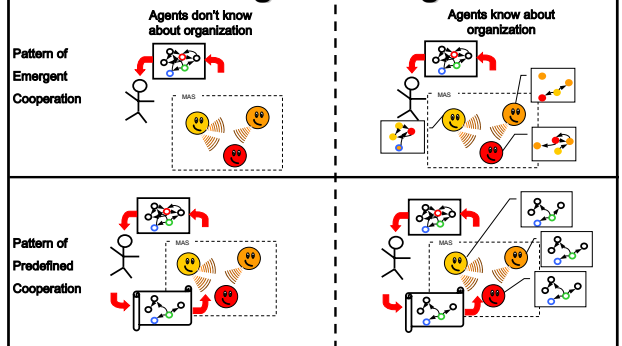 Agents don't know
about organization
Agents know about
organization
Pattern of
Emergent
Cooperation
MAS
MAS
Pattern of
Predefined
Cooperation
MAS
MAS